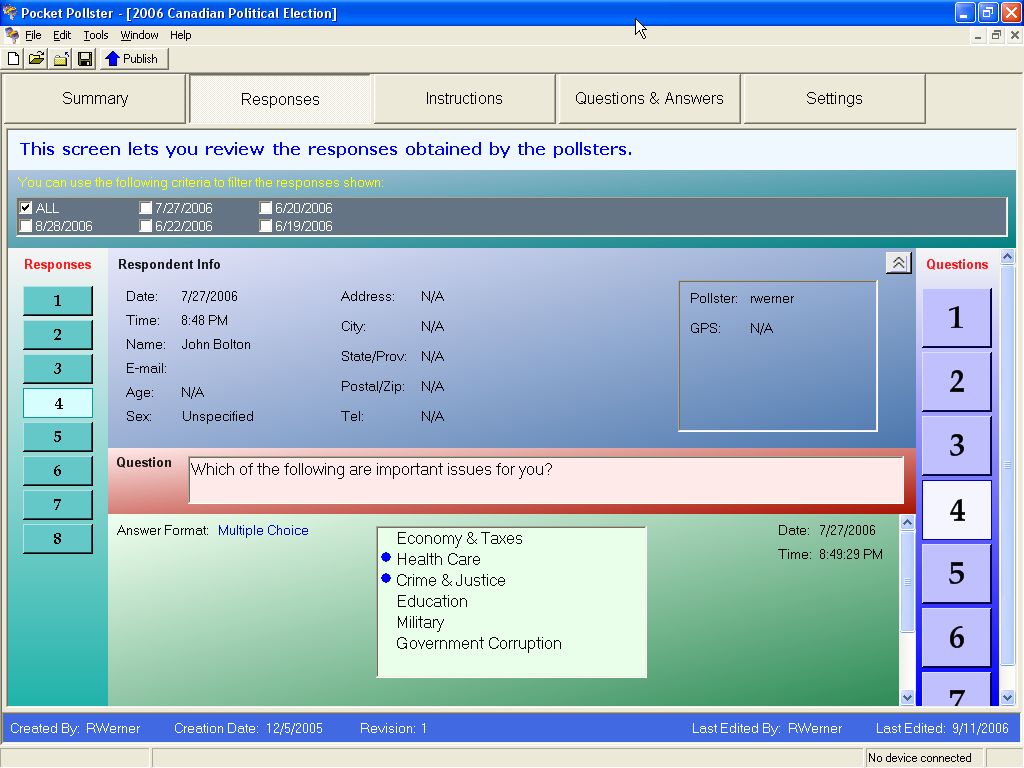 Pocket Pollster - [2006 Canadian Political Election]
File Edit Tools Window Help
Publish
Summary Responses Instructions Questions & Answers Settings
This screen lets you review the responses obtained by the pollsters.
You can use the following criteria to filter the responses shown:
ALL 7/27/2006 6/20/2006
8/28/2006 6/22/2006 6/19/2006
Responses
1
2
3
4
5
6
7
8
Respondent Info
Date: 7/27/2006
Time: 8:48 PM
Name: John Bolton
E-mail:
Age: N/A
Sex: Unspecified
Address: N/A
City: N/A
State/Prov: N/A
Postal/Zip: N/A
Tel: N/A
Pollster: rwerner
GPS: N/A
Question
Which of the following are important issues for you?
Answer Format: Multiple Choice
Economy & Taxes
Health Care
Crime & Justice
Education
Military
Government Corruption
Date: 7/27/2006
Time: 8:49:29 PM
Questions
1
2
3
4
5
6
7
Created By: RWerner Creation Date: 12/5/2005 Revision: 1 Last Edited By: RWerner Last Edited: 9/11/2006
No device connected